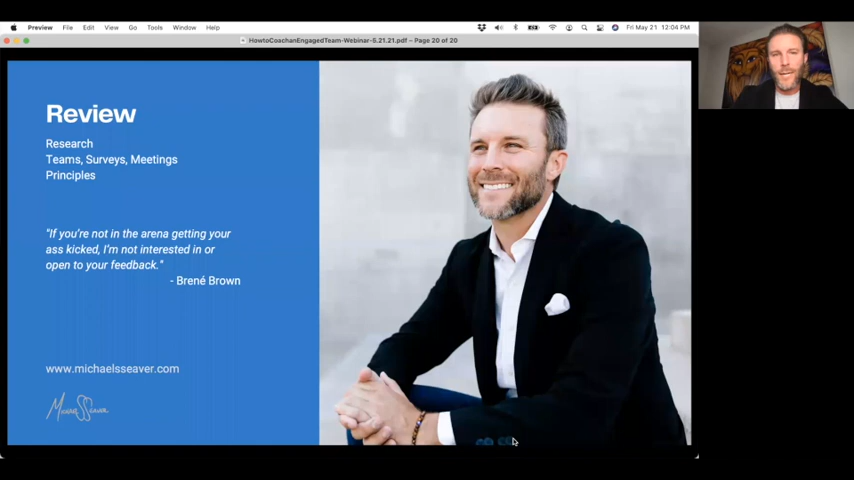 Preview File Edit View Go Tools Window Help
Fri May 21 12:04 PM
HowtoCoachanEngagedTeam-Webinar-5.21.21.pdf – Page 20 of 20
Review
Research
Teams, Surveys, Meetings
Principles
"If you're not in the arena getting your
ass kicked, I'm not interested in or
open to your feedback."
- Brené Brown
www.michaelsseaver.com
Michael S Seaver